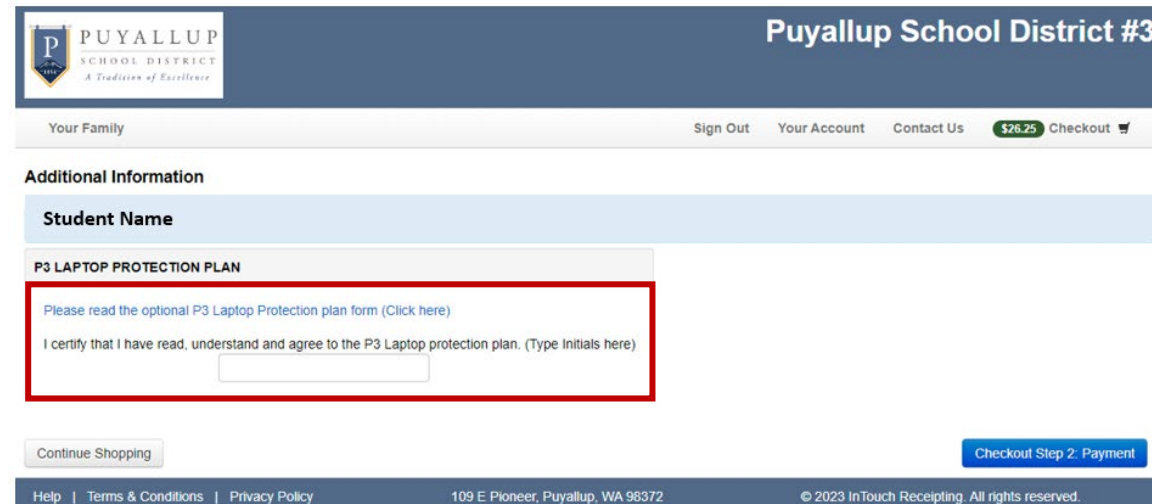 P PUYALLUP
SCHOOL DISTRICT
A Tradition of Excellence
Puyallup School District #3
Your Family Sign Out Your Account Contact Us $26.25 Checkout
Additional Information
Student Name
P3 LAPTOP PROTECTION PLAN
Please read the optional P3 Laptop Protection plan form (Click here)
I certify that I have read, understand and agree to the P3 Laptop protection plan. (Type Initials here)
Continue Shopping Checkout Step 2: Payment
Help | Terms & Conditions | Privacy Policy 109 E Pioneer, Puyallup, WA 98372 © 2023 InTouch Receipting. All rights reserved.